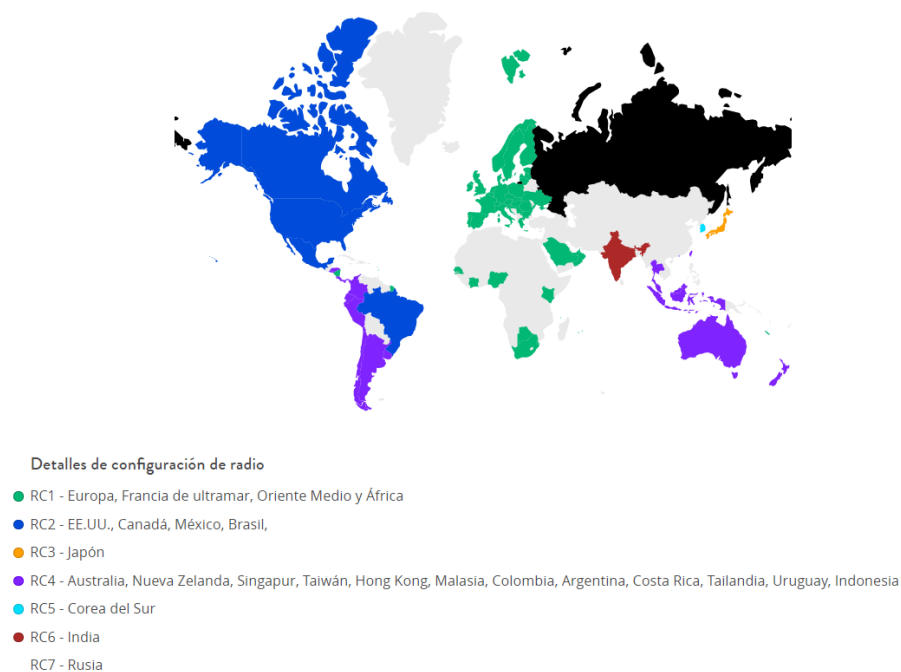 Detalles de configuración de radio
RC1 - Europa, Francia de ultramar, Oriente Medio y África
RC2 - EE.UU., Canadá, México, Brasil,
RC3 - Japón
RC4 - Australia, Nueva Zelanda, Singapur, Taiwán, Hong Kong, Malasia, Colombia, Argentina, Costa Rica, Tailandia, Uruguay, Indonesia
RC5 - Corea del Sur
RC6 - India
RC7 - Rusia